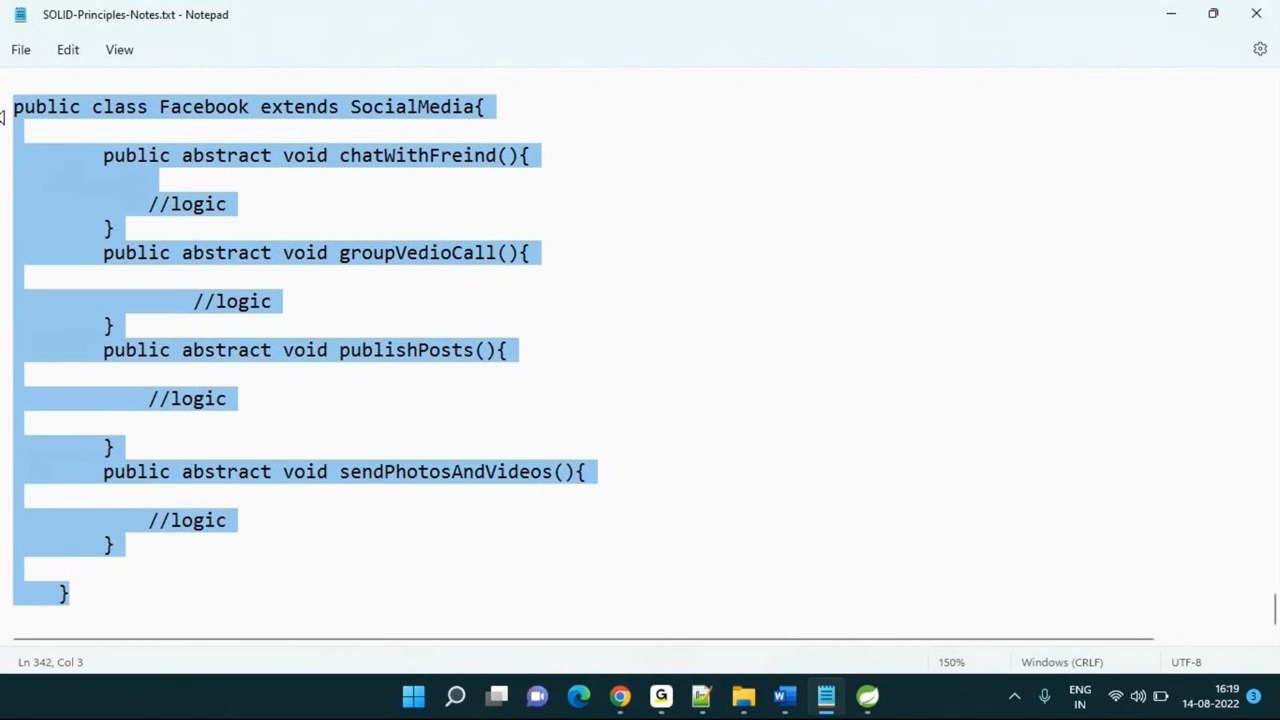 SOLID-Principles-Notes.txt - Notepad
File Edit View
public class Facebook extends SocialMedia{
public abstract void chatWithFreind(){
//logic
}
public abstract void groupVedioCall(){
//logic
}
public abstract void publishPosts(){
//logic
}
public abstract void sendPhotosAndVideos(){
//logic
}
}
Ln 342, Col 3 150% Windows (CRLF) UTF-8
ENG 16:19
IN 14-08-2022 3